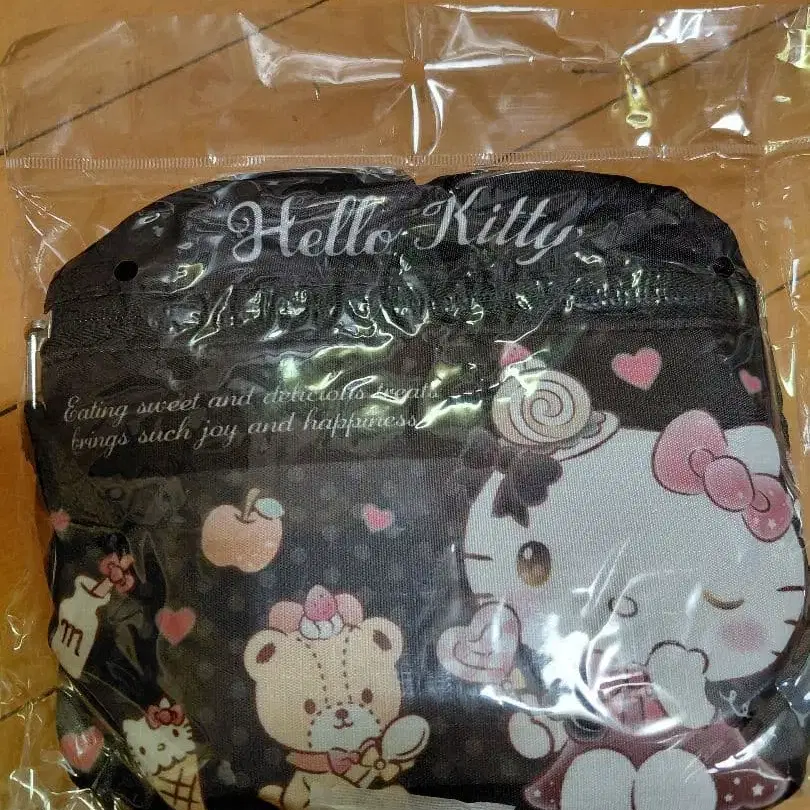 Hello Kitty
Eating sweet and delicious treats
brings such joy and happiness
m